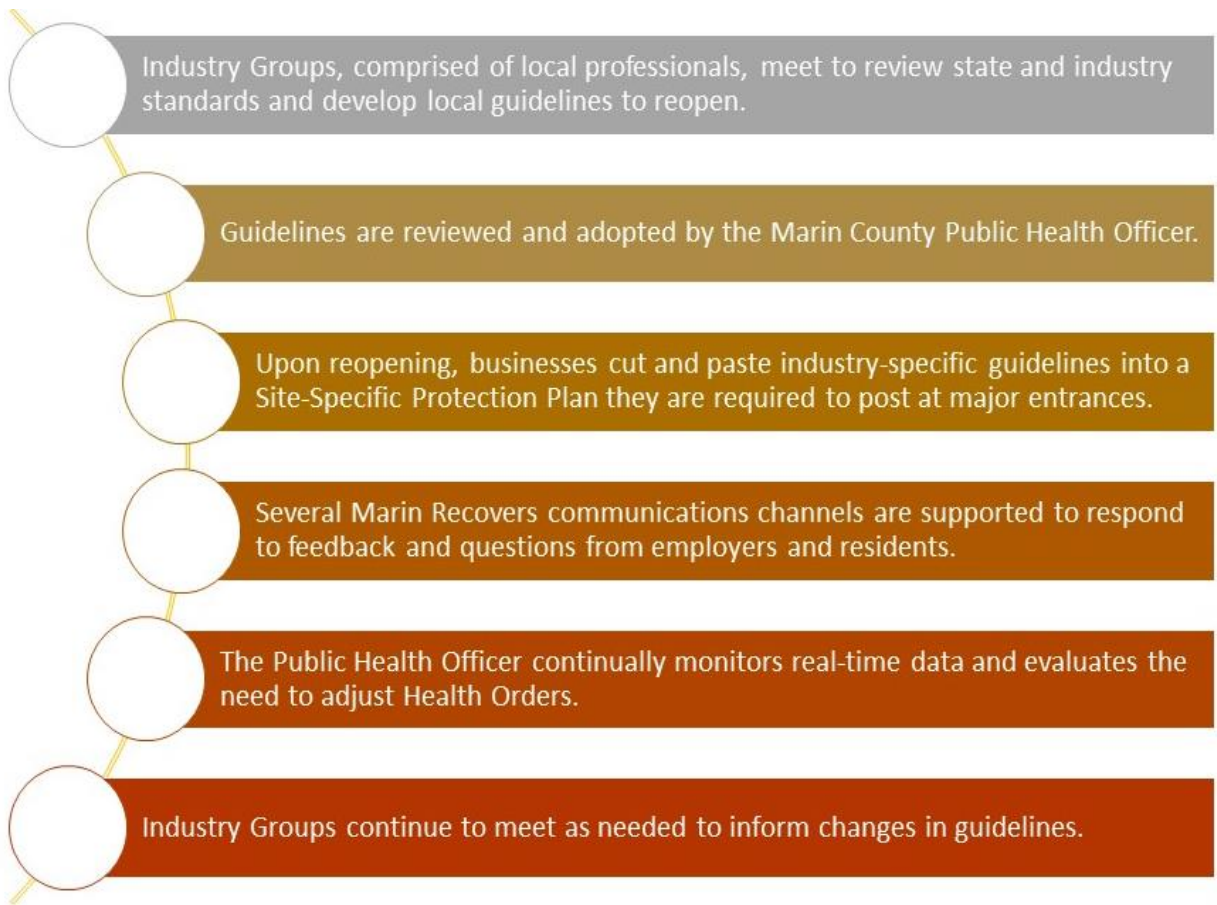 Industry Groups, comprised of local professionals, meet to review state and industry
standards and develop local guidelines to reopen.
Guidelines are reviewed and adopted by the Marin County Public Health Officer.
Upon reopening, businesses cut and paste industry-specific guidelines into a
Site-Specific Protection Plan they are required to post at major entrances.
Several Marin Recovers communications channels are supported to respond
to feedback and questions from employers and residents.
The Public Health Officer continually monitors real-time data and evaluates the
need to adjust Health Orders.
Industry Groups continue to meet as needed to inform changes in guidelines.